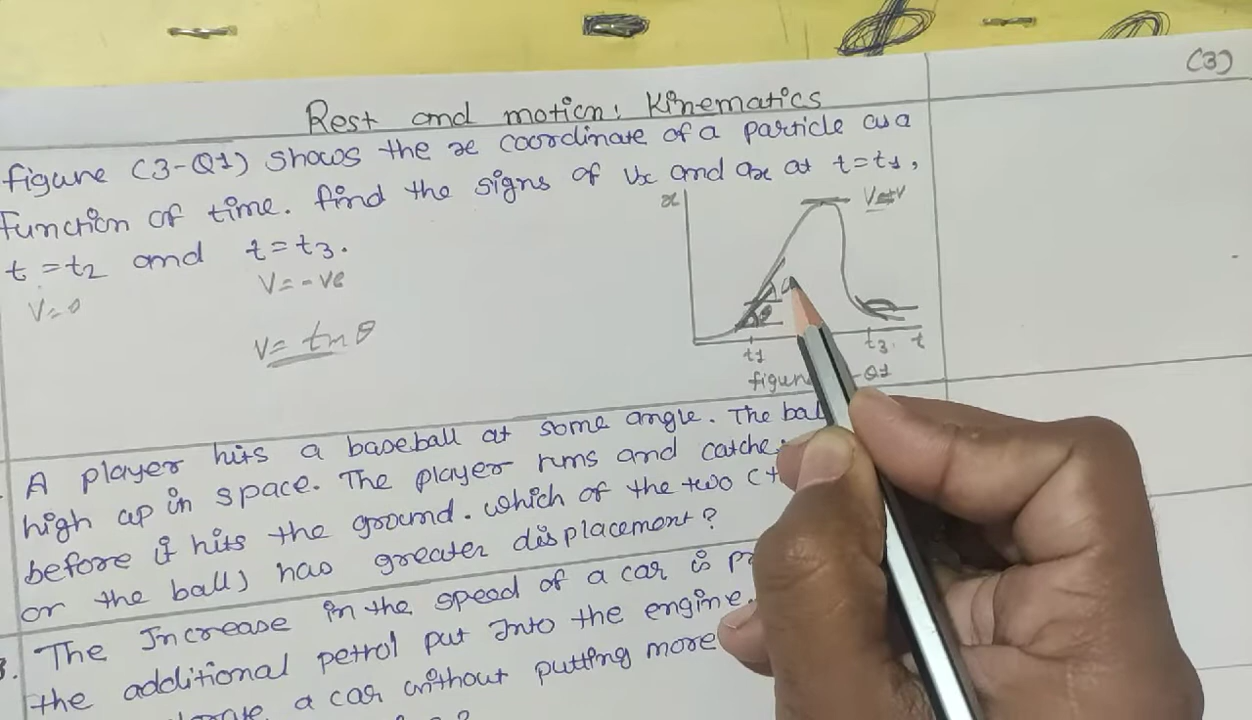 (3)
Rest and motion: Kinematics
figure (3-Q1) shows the x coordinate of a particle as a
function of time. find the signs of vx and ax at t=t1,
t=t2 and t=t3.
V=0
V=-ve
V= tanθ
x
t1
t3
t
figure
-Q1
A player hits a baseball at some angle. The ball
high up in space. The player runs and catche
before it hits the ground. which of the two (
or the ball) has greater displacement?
3. The Increase in the speed of a car is
the additional petrol put Into the engine.
a car without putting more